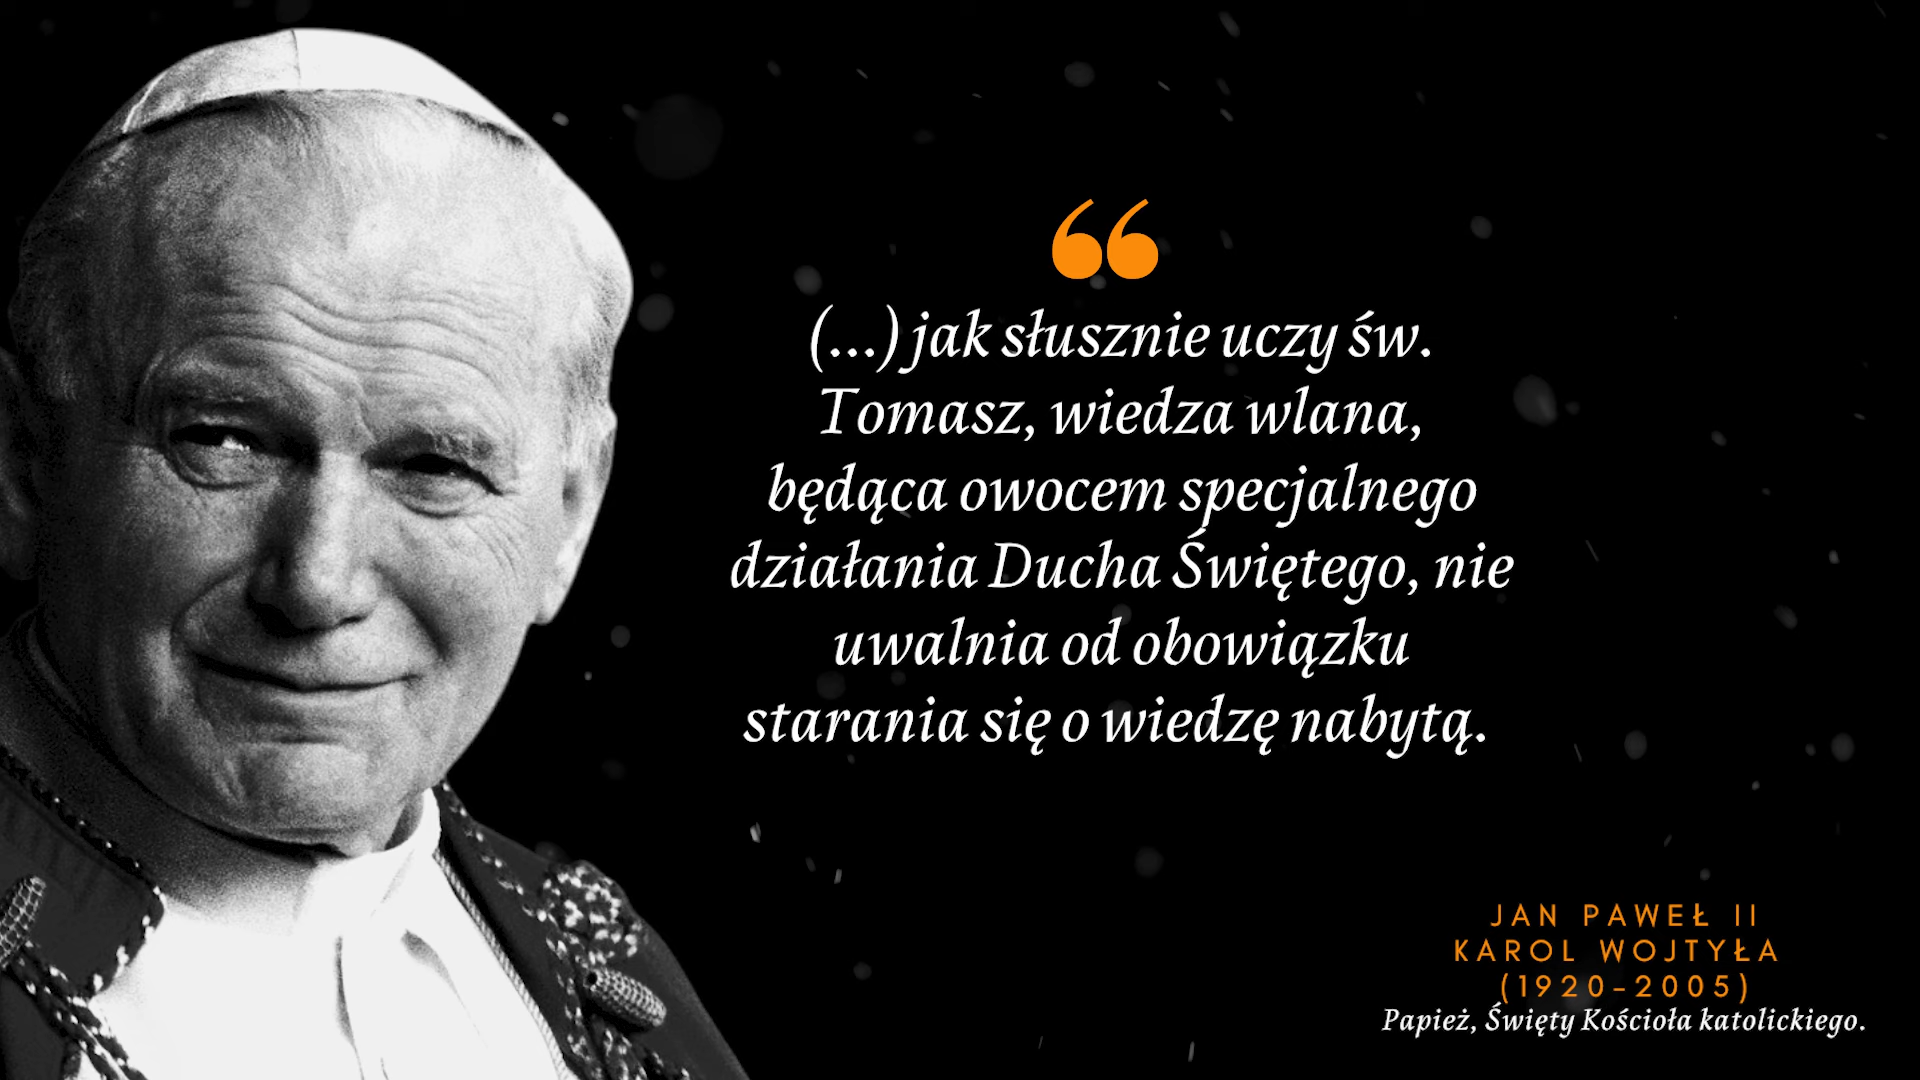 (...) jak słusznie uczy św.
Tomasz, wiedza wlana,
będąca owocem specjalnego
działania Ducha Świętego, nie
uwalnia od obowiązku
starania się o wiedzę nabytą.
JAN PAWEŁ II
KAROL WOJTYŁA
(1920-2005)
Papież, Święty Kościoła katolickiego.